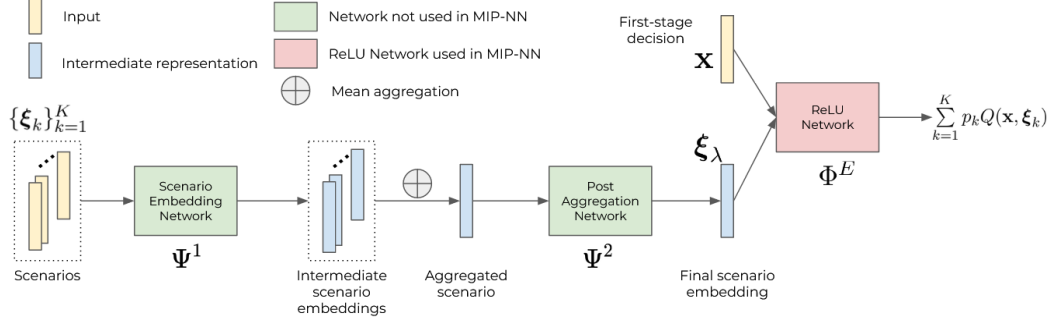 Input
Intermediate representation
Network not used in MIP-NN
ReLU Network used in MIP-NN
Mean aggregation
First-stage
decision
x
{ξ_k}_{k=1}^{K}
Scenarios
Scenario
Embedding
Network
Ψ^1
Intermediate
scenario
embeddings
Aggregated
scenario
Post
Aggregation
Network
Ψ^2
ξ_λ
Final scenario
embedding
ReLU
Network
Φ^E
∑_{k=1}^{K} p_k Q(x, ξ_k)